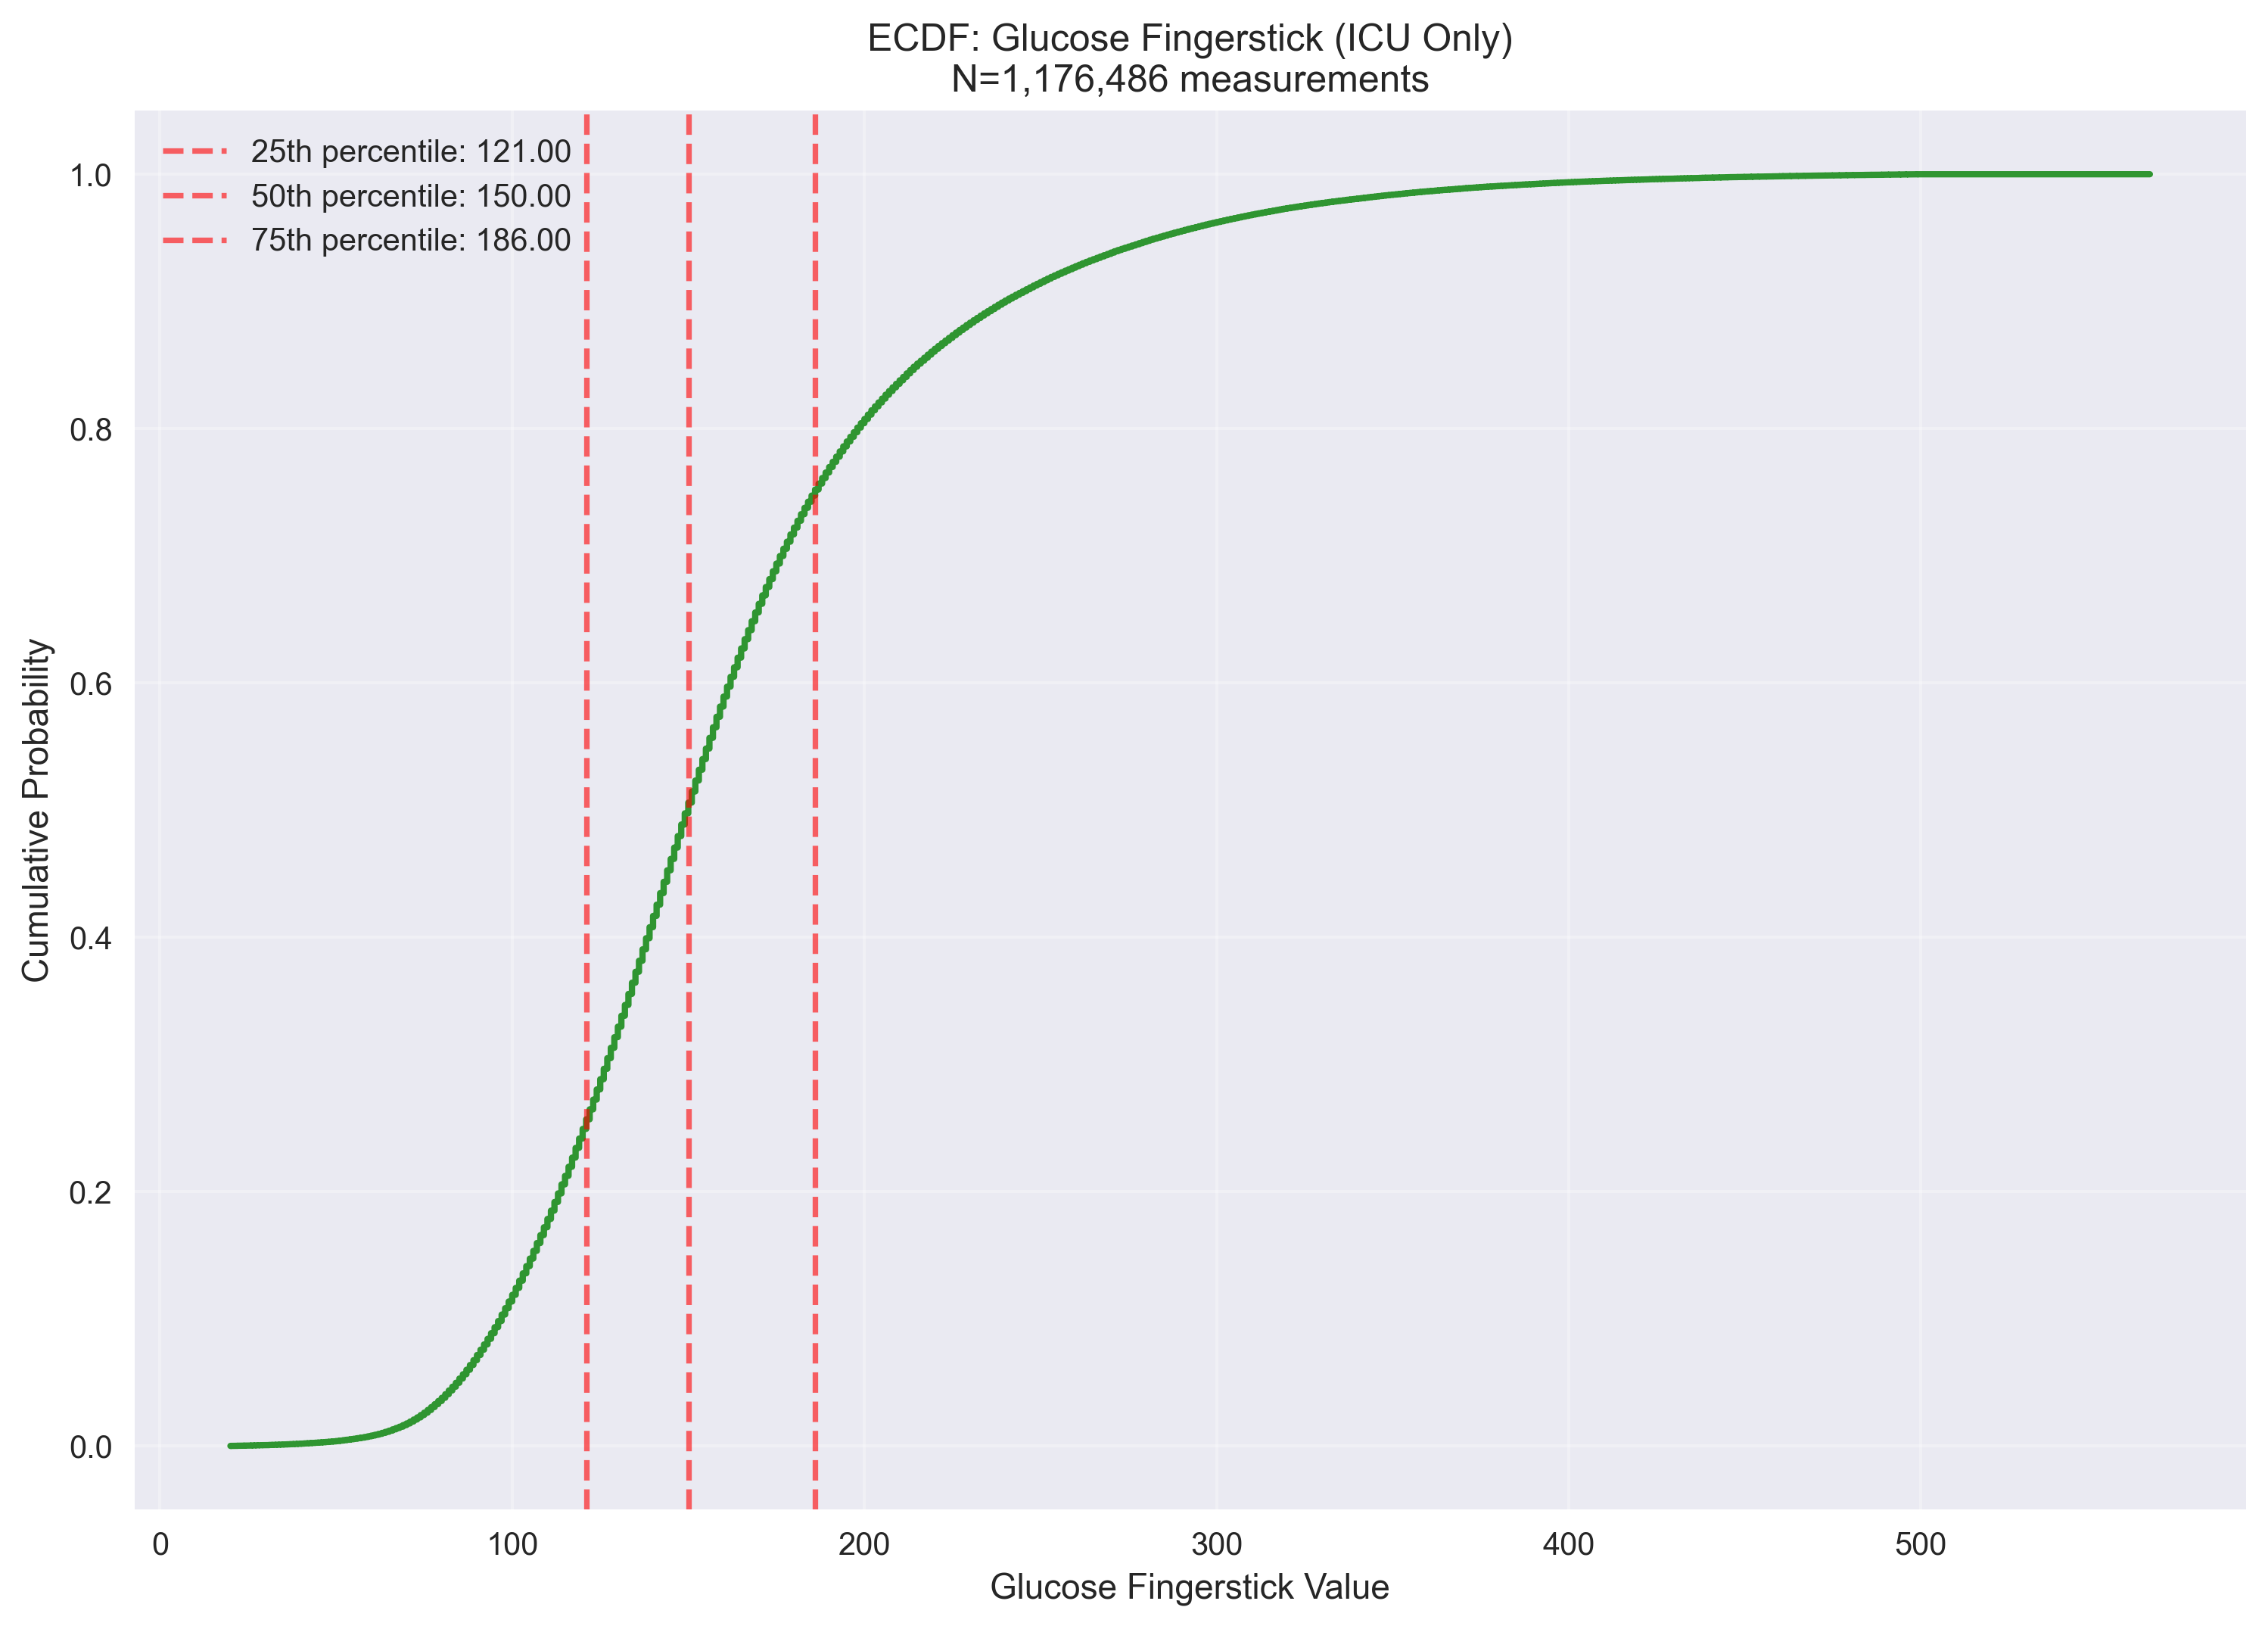 ECDF: Glucose Fingerstick (ICU Only)
N=1,176,486 measurements
25th percentile: 121.00
50th percentile: 150.00
75th percentile: 186.00
1.0
0.8
0.6
0.4
0.2
0.0
Cumulative Probability
0 100 200 300 400 500
Glucose Fingerstick Value